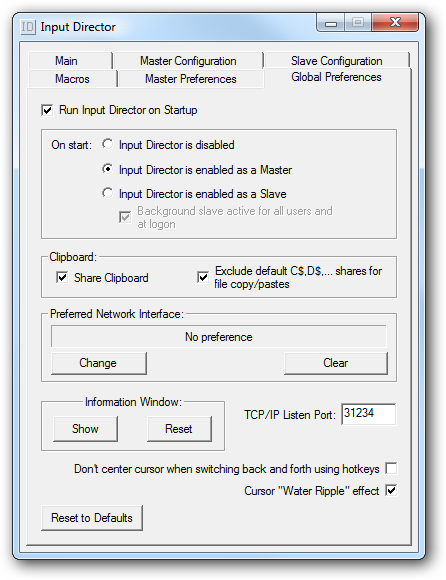 ID Input Director
Main Master Configuration Slave Configuration
Macros Master Preferences Global Preferences
Run Input Director on Startup
On start: Input Director is disabled
Input Director is enabled as a Master
Input Director is enabled as a Slave
Background slave active for all users and
at logon
Clipboard:
Share Clipboard
Exclude default C$,D$,... shares for
file copy/pastes
Preferred Network Interface:
No preference
Change Clear
Information Window:
Show Reset
TCP/IP Listen Port: 31234
Don't center cursor when switching back and forth using hotkeys
Cursor "Water Ripple" effect
Reset to Defaults